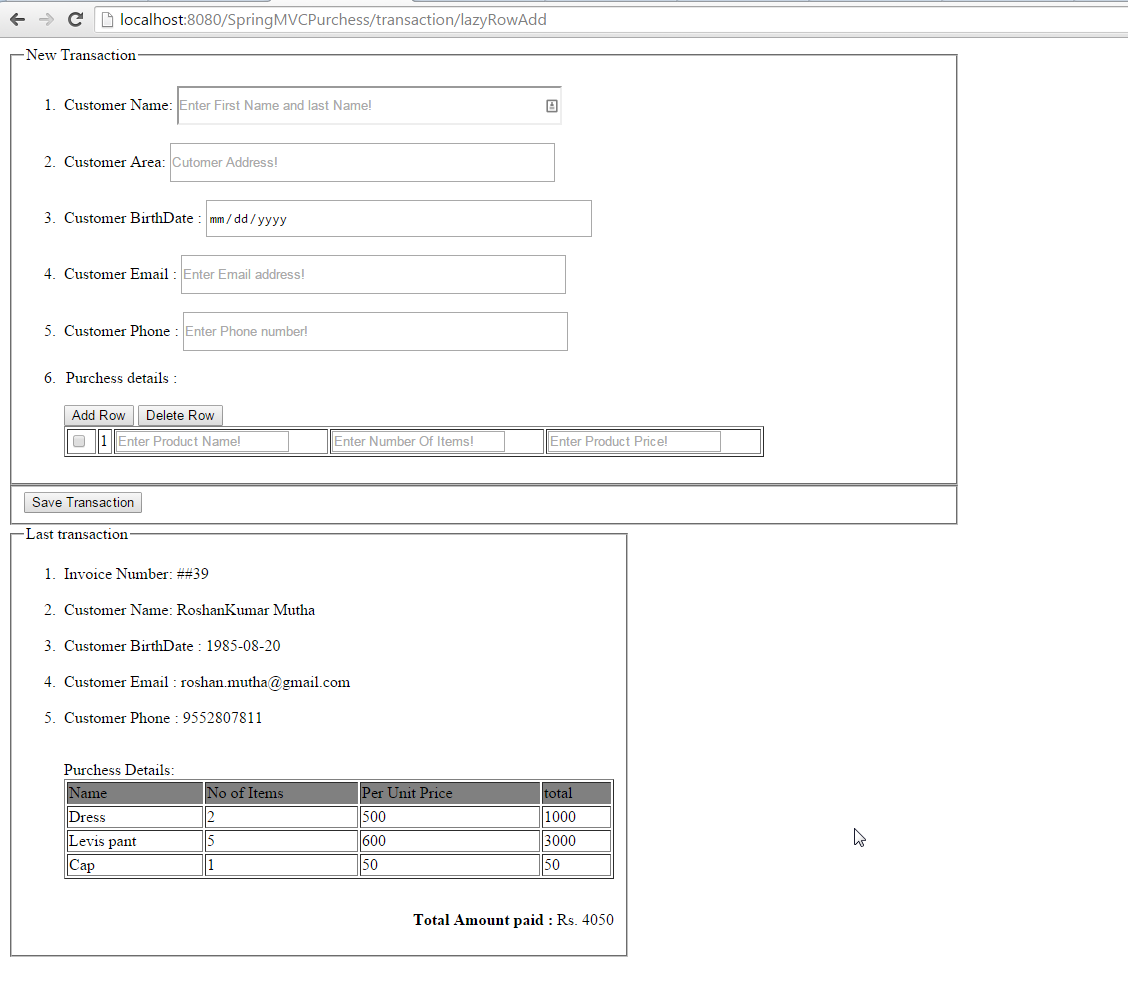 localhost:8080/SpringMVCPurchess/transaction/lazyRowAdd
New Transaction
1. Customer Name: Enter First Name and last Name!
2. Customer Area: Cutomer Address!
3. Customer BirthDate : mm/dd/yyyy
4. Customer Email : Enter Email address!
5. Customer Phone : Enter Phone number!
6. Purchess details :
Add Row Delete Row
1 Enter Product Name! Enter Number Of Items! Enter Product Price!
Save Transaction
Last transaction
1. Invoice Number: ##39
2. Customer Name: RoshanKumar Mutha
3. Customer BirthDate : 1985-08-20
4. Customer Email : roshan.mutha@gmail.com
5. Customer Phone : 9552807811
Purchess Details:
Name No of Items Per Unit Price total
Dress 2 500 1000
Levis pant 5 600 3000
Cap 1 50 50
Total Amount paid : Rs. 4050